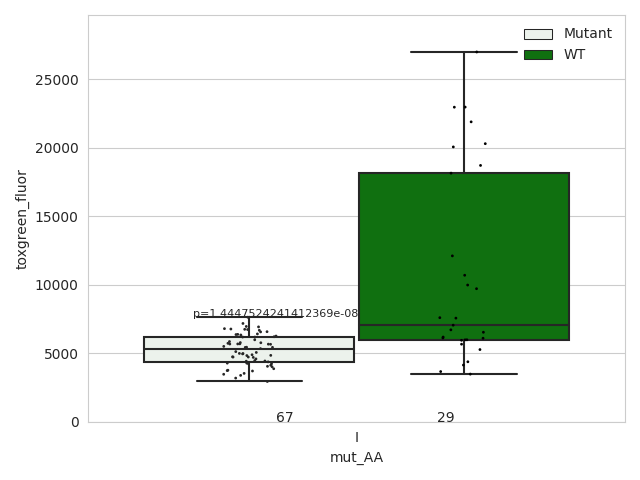 Mutant
WT
25000
20000
15000
10000
5000
0
toxgreen_fluor
p=1.4447524241412369e-08
67 29
I
mut_AA